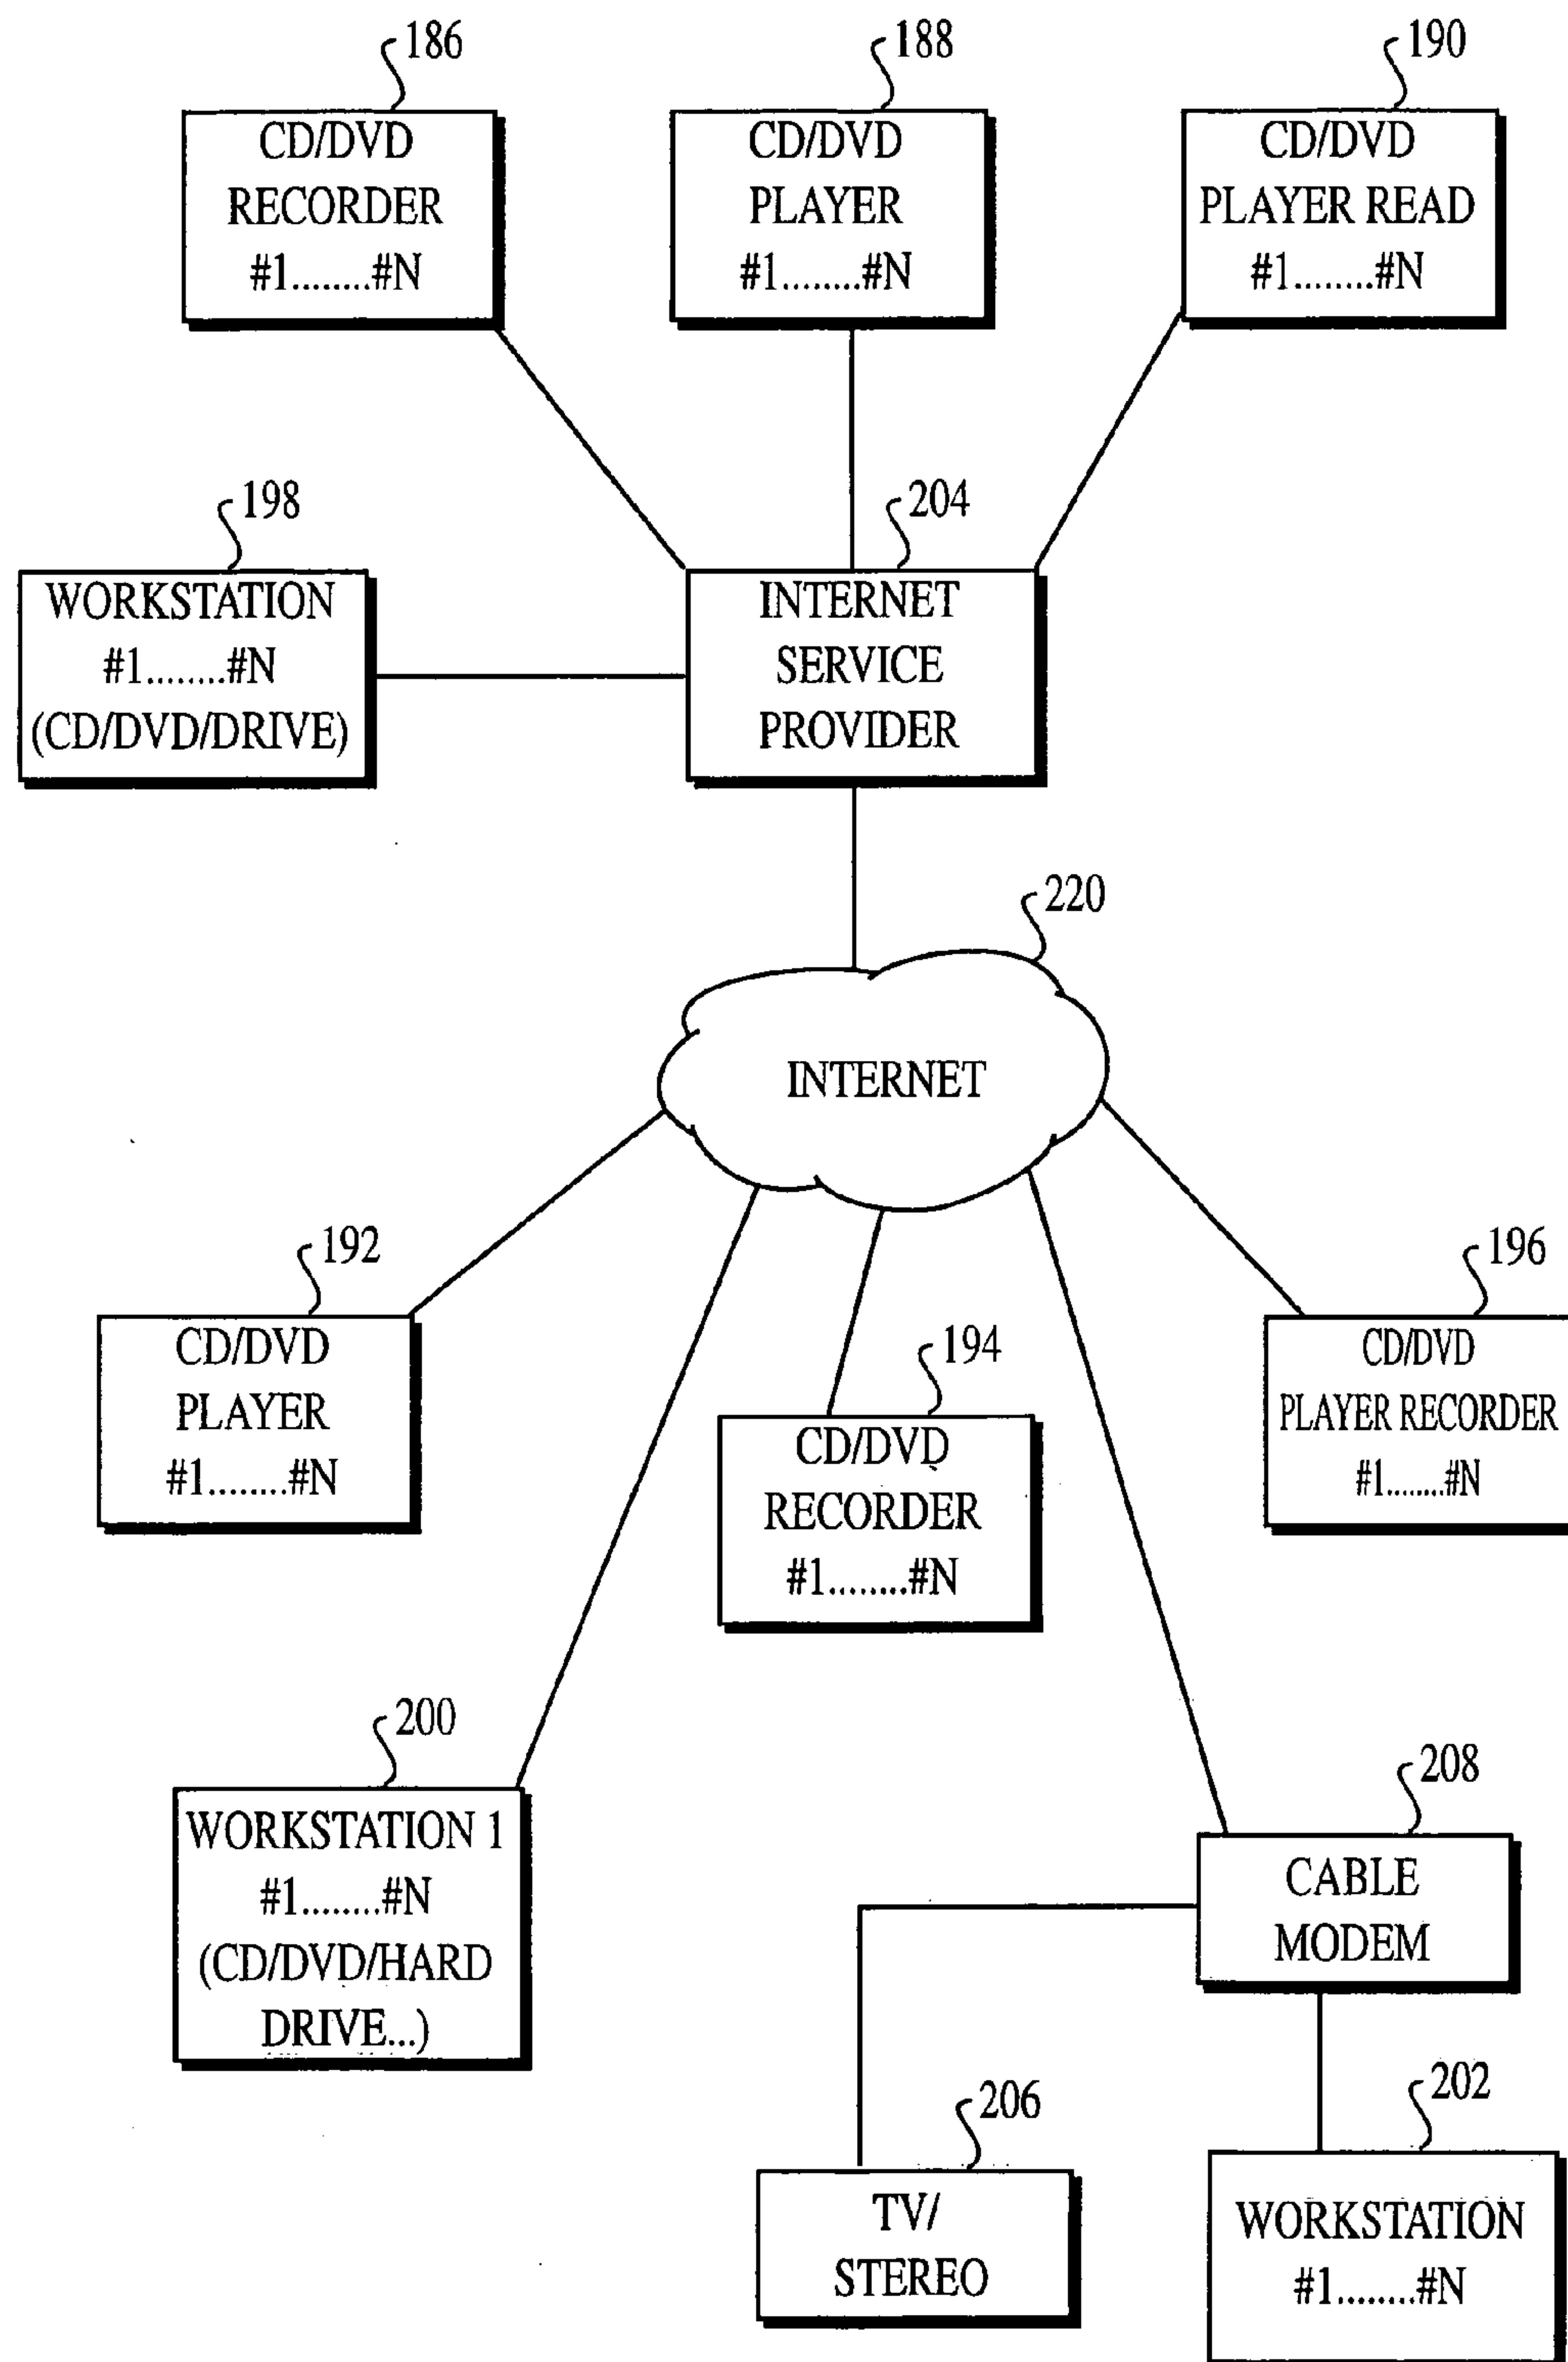 186
188
190
CD/DVD
RECORDER
#1........#N
CD/DVD
PLAYER
#1........#N
CD/DVD
PLAYER READ
#1........#N
198
204
WORKSTATION
#1........#N
(CD/DVD/DRIVE)
INTERNET
SERVICE
PROVIDER
220
INTERNET
192
196
CD/DVD
PLAYER
#1........#N
194
CD/DVD
RECORDER
#1........#N
CD/DVD
PLAYER RECORDER
#1........#N
200
WORKSTATION 1
#1........#N
(CD/DVD/HARD
DRIVE...)
208
CABLE
MODEM
206
TV/
STEREO
202
WORKSTATION
#1........#N